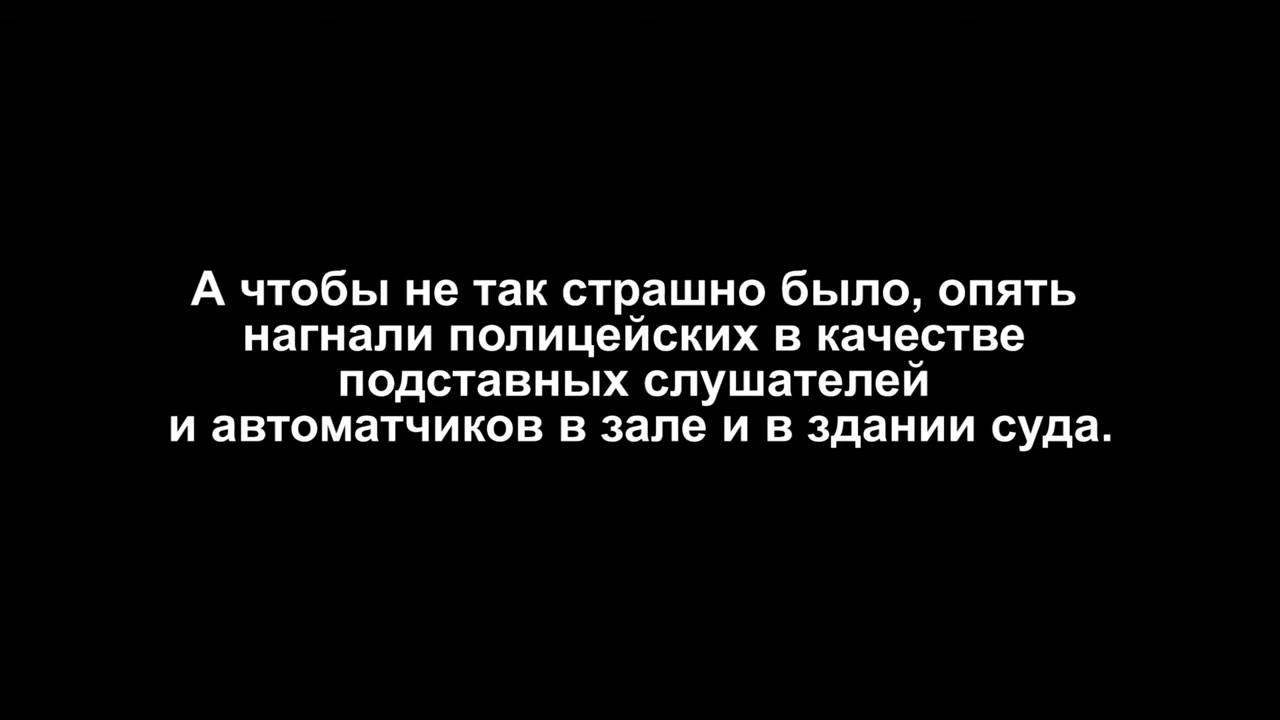 А чтобы не так страшно было, опять
нагнали полицейских в качестве
подставных слушателей
и автоматчиков в зале и в здании суда.